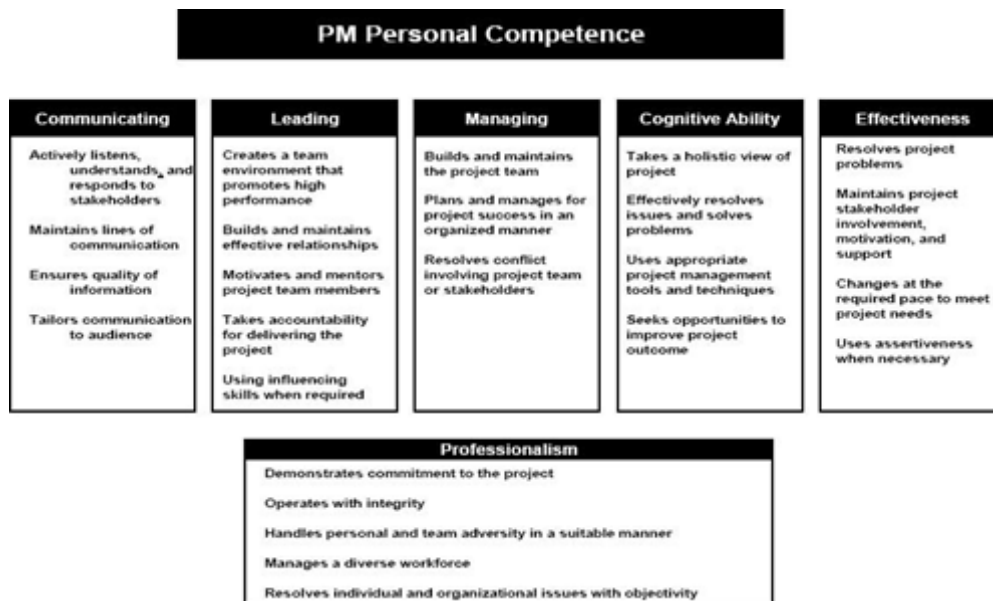 PM Personal Competence
Communicating
Actively listens,
understands, and
responds to
stakeholders
Maintains lines of
communication
Ensures quality of
information
Tailors communication
to audience
Leading
Creates a team
environment that
promotes high
performance
Builds and maintains
effective relationships
Motivates and mentors
project team members
Takes accountability
for delivering the
project
Using influencing
skills when required
Managing
Builds and maintains
the project team
Plans and manages for
project success in an
organized manner
Resolves conflict
involving project team
or stakeholders
Cognitive Ability
Takes a holistic view of
project
Effectively resolves
issues and solves
problems
Uses appropriate
project management
tools and techniques
Seeks opportunities to
improve project
outcome
Effectiveness
Resolves project
problems
Maintains project
stakeholder
involvement,
motivation, and
support
Changes at the
required pace to meet
project needs
Uses assertiveness
when necessary
Professionalism
Demonstrates commitment to the project
Operates with integrity
Handles personal and team adversity in a suitable manner
Manages a diverse workforce
Resolves individual and organizational issues with objectivity